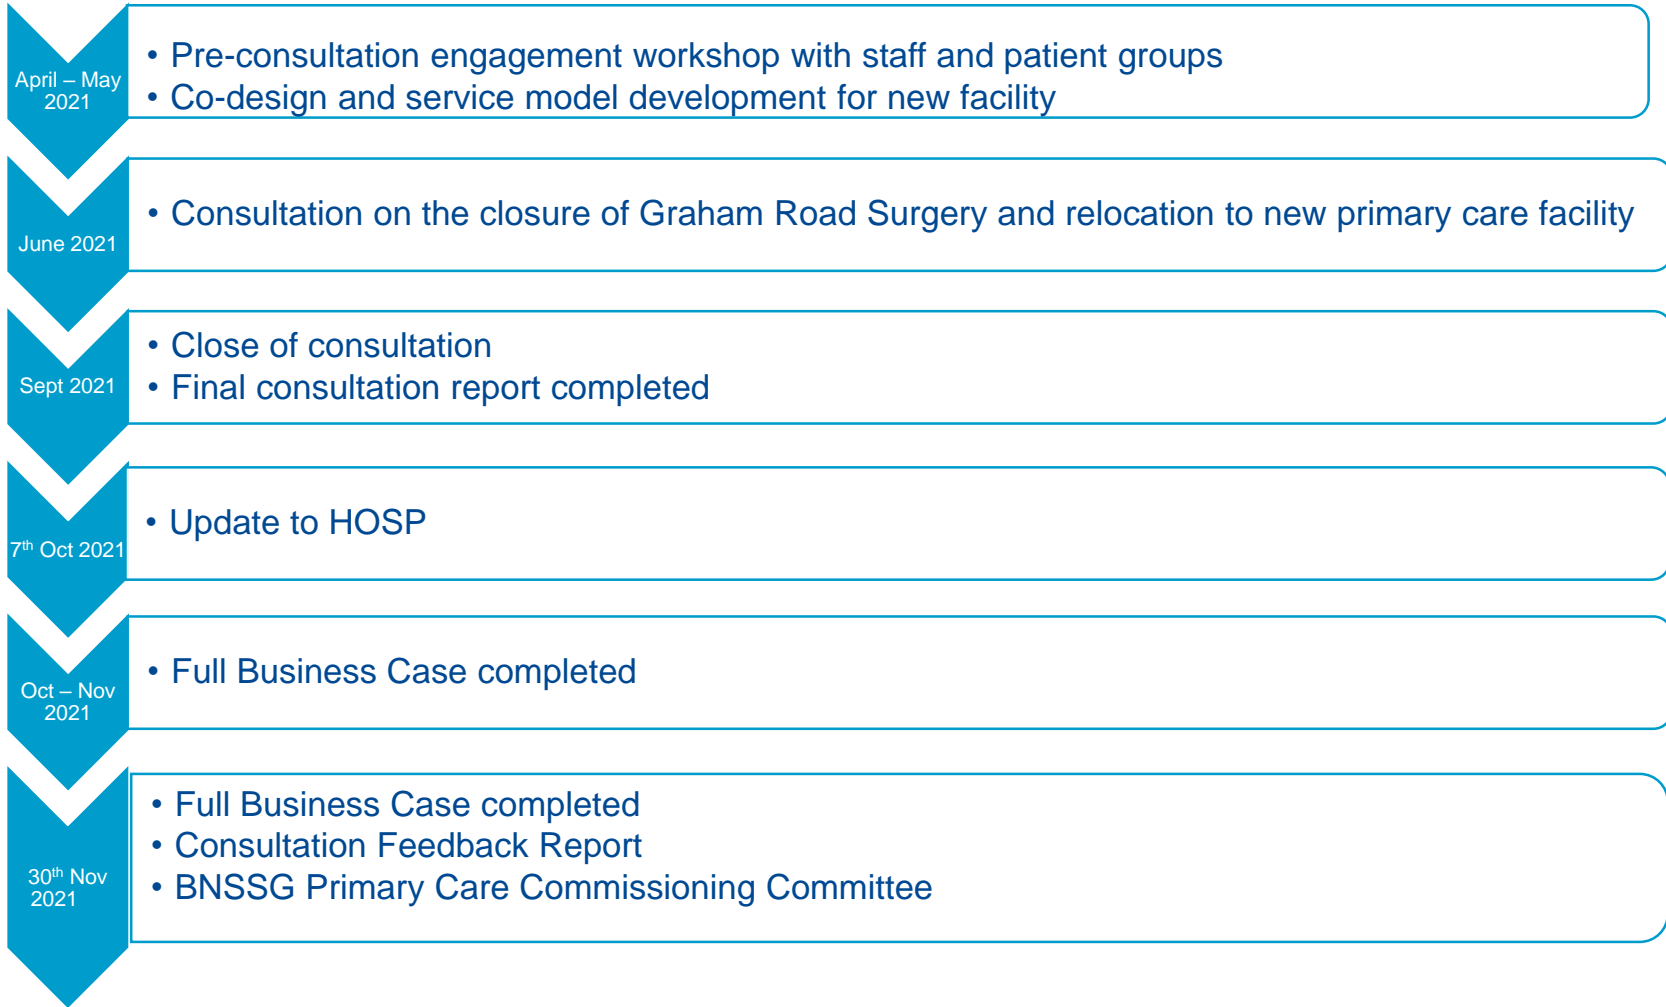 April – May
2021
• Pre-consultation engagement workshop with staff and patient groups
• Co-design and service model development for new facility
June 2021
• Consultation on the closure of Graham Road Surgery and relocation to new primary care facility
Sept 2021
• Close of consultation
• Final consultation report completed
7th Oct 2021
• Update to HOSP
Oct – Nov
2021
• Full Business Case completed
30th Nov
2021
• Full Business Case completed
• Consultation Feedback Report
• BNSSG Primary Care Commissioning Committee